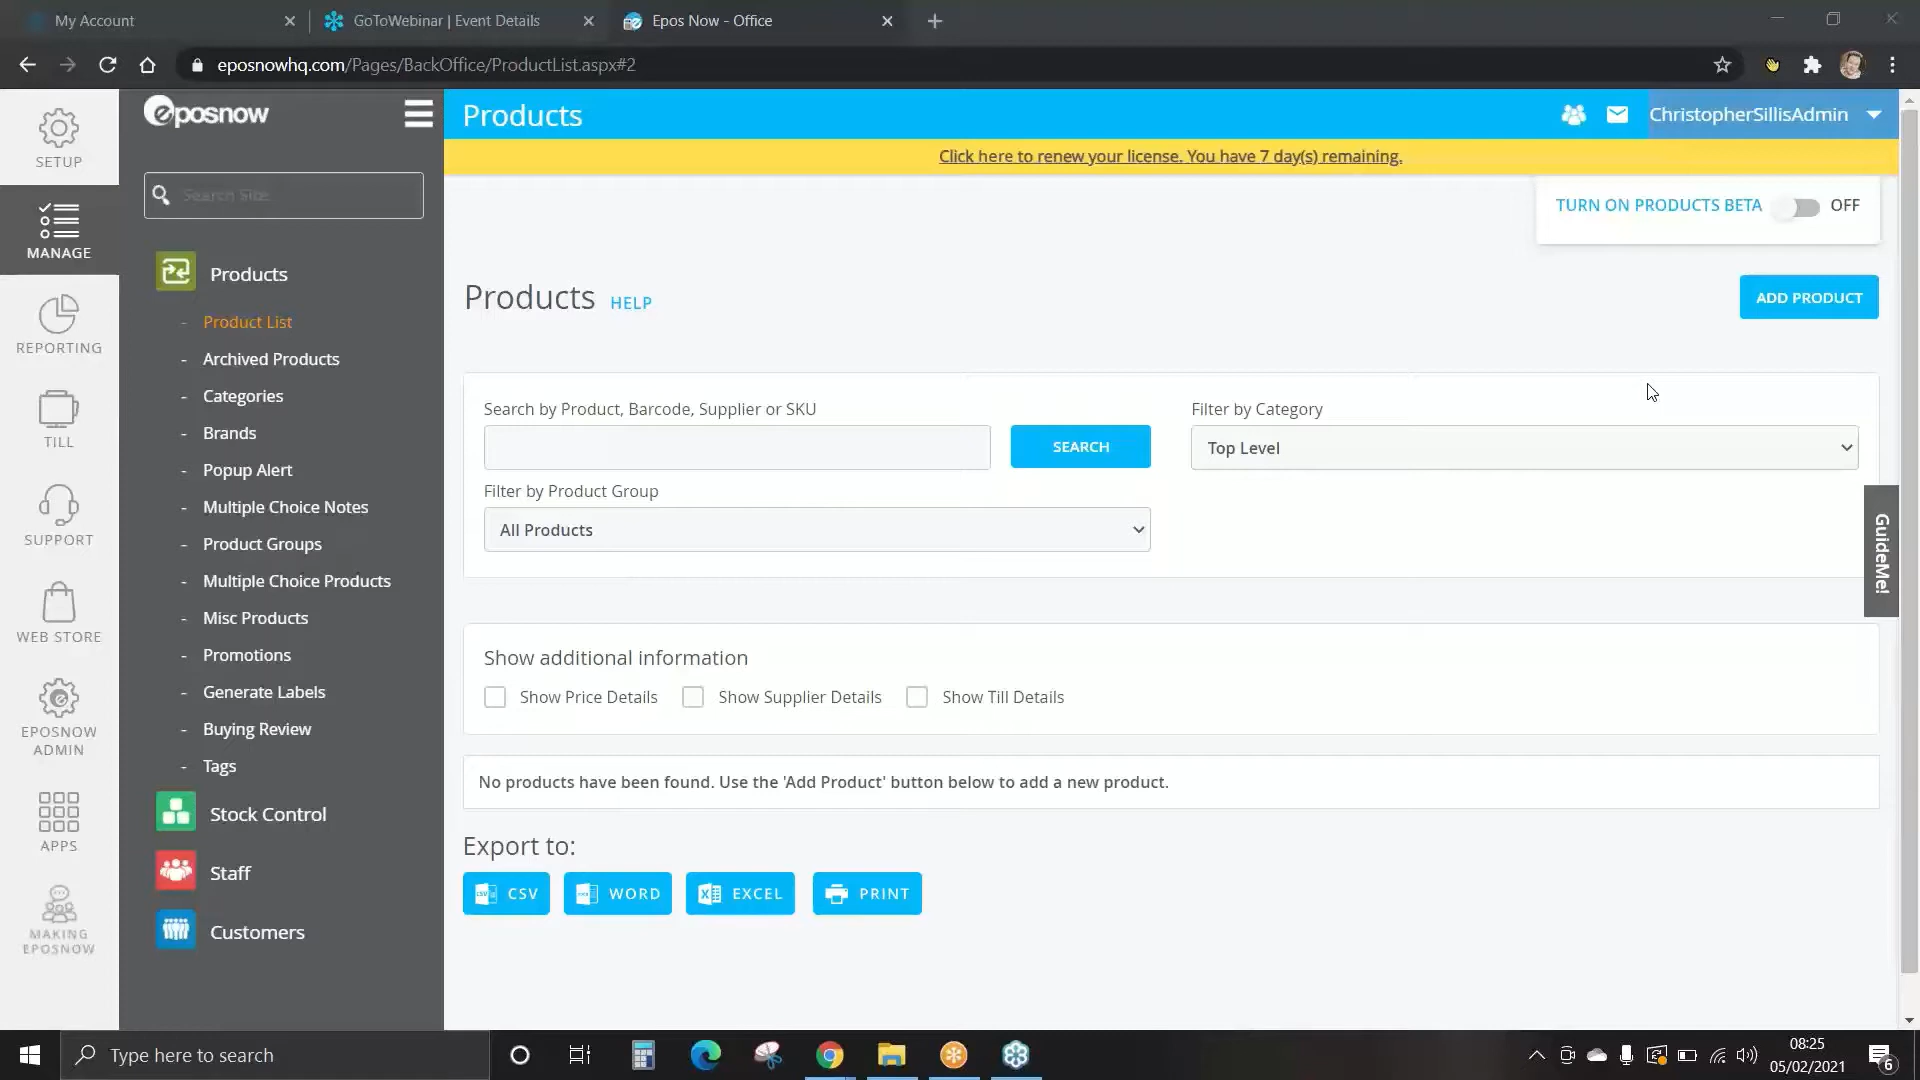 My Account
GoToWebinar | Event Details
Epos Now - Office
eposnowhq.com/Pages/BackOffice/ProductList.aspx#2
SETUP
MANAGE
REPORTING
TILL
SUPPORT
WEB STORE
EPOSNOW
ADMIN
APPS
MAKING
EPOSNOW
eposnow
Search Site
Products
- Product List
- Archived Products
- Categories
- Brands
- Popup Alert
- Multiple Choice Notes
- Product Groups
- Multiple Choice Products
- Misc Products
- Promotions
- Generate Labels
- Buying Review
- Tags
Stock Control
Staff
Customers
Products
ChristopherSillisAdmin
Click here to renew your license. You have 7 day(s) remaining.
TURN ON PRODUCTS BETA OFF
Products HELP
ADD PRODUCT
Search by Product, Barcode, Supplier or SKU
SEARCH
Filter by Category
Top Level
Filter by Product Group
All Products
GuideMe!
Show additional information
Show Price Details Show Supplier Details Show Till Details
No products have been found. Use the 'Add Product' button below to add a new product.
Export to:
CSV WORD EXCEL PRINT
Type here to search
08:25
05/02/2021
6